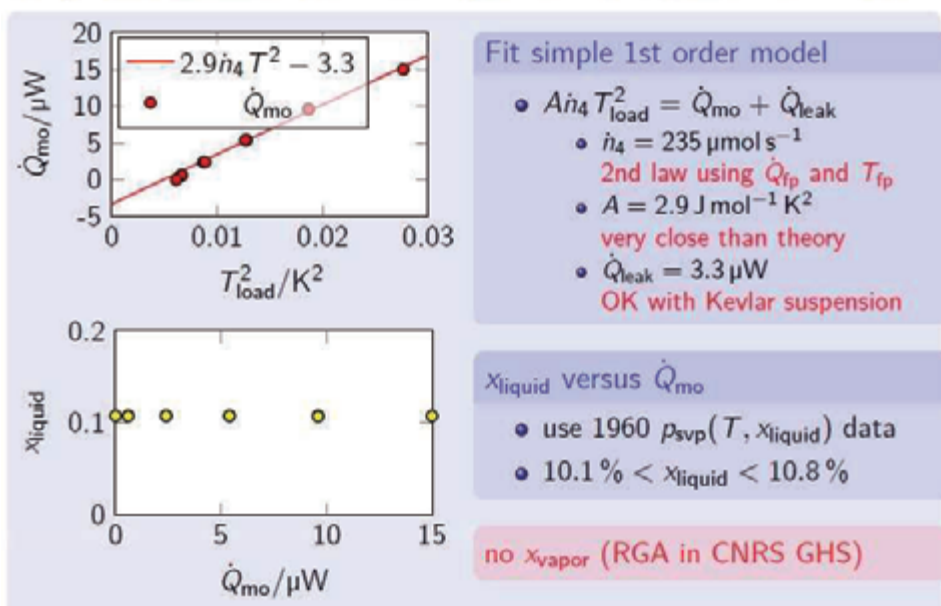 20
15
10
5
0
-5
Q̇mo/µW
2.9ṅ4T² − 3.3
Q̇mo
0
0.01
0.02
0.03
T²load/K²
Fit simple 1st order model
Aṅ4T²load = Q̇mo + Q̇leak
ṅ4 = 235 µmol s⁻¹
2nd law using Q̇fp and Tfp
A = 2.9 J mol⁻¹ K²
very close than theory
Q̇leak = 3.3 µW
OK with Kevlar suspension
0.2
0.1
0
xliquid
0
5
10
15
Q̇mo/µW
xliquid versus Q̇mo
use 1960 psvp(T, xliquid) data
10.1 % < xliquid < 10.8 %
no xvapor (RGA in CNRS GHS)